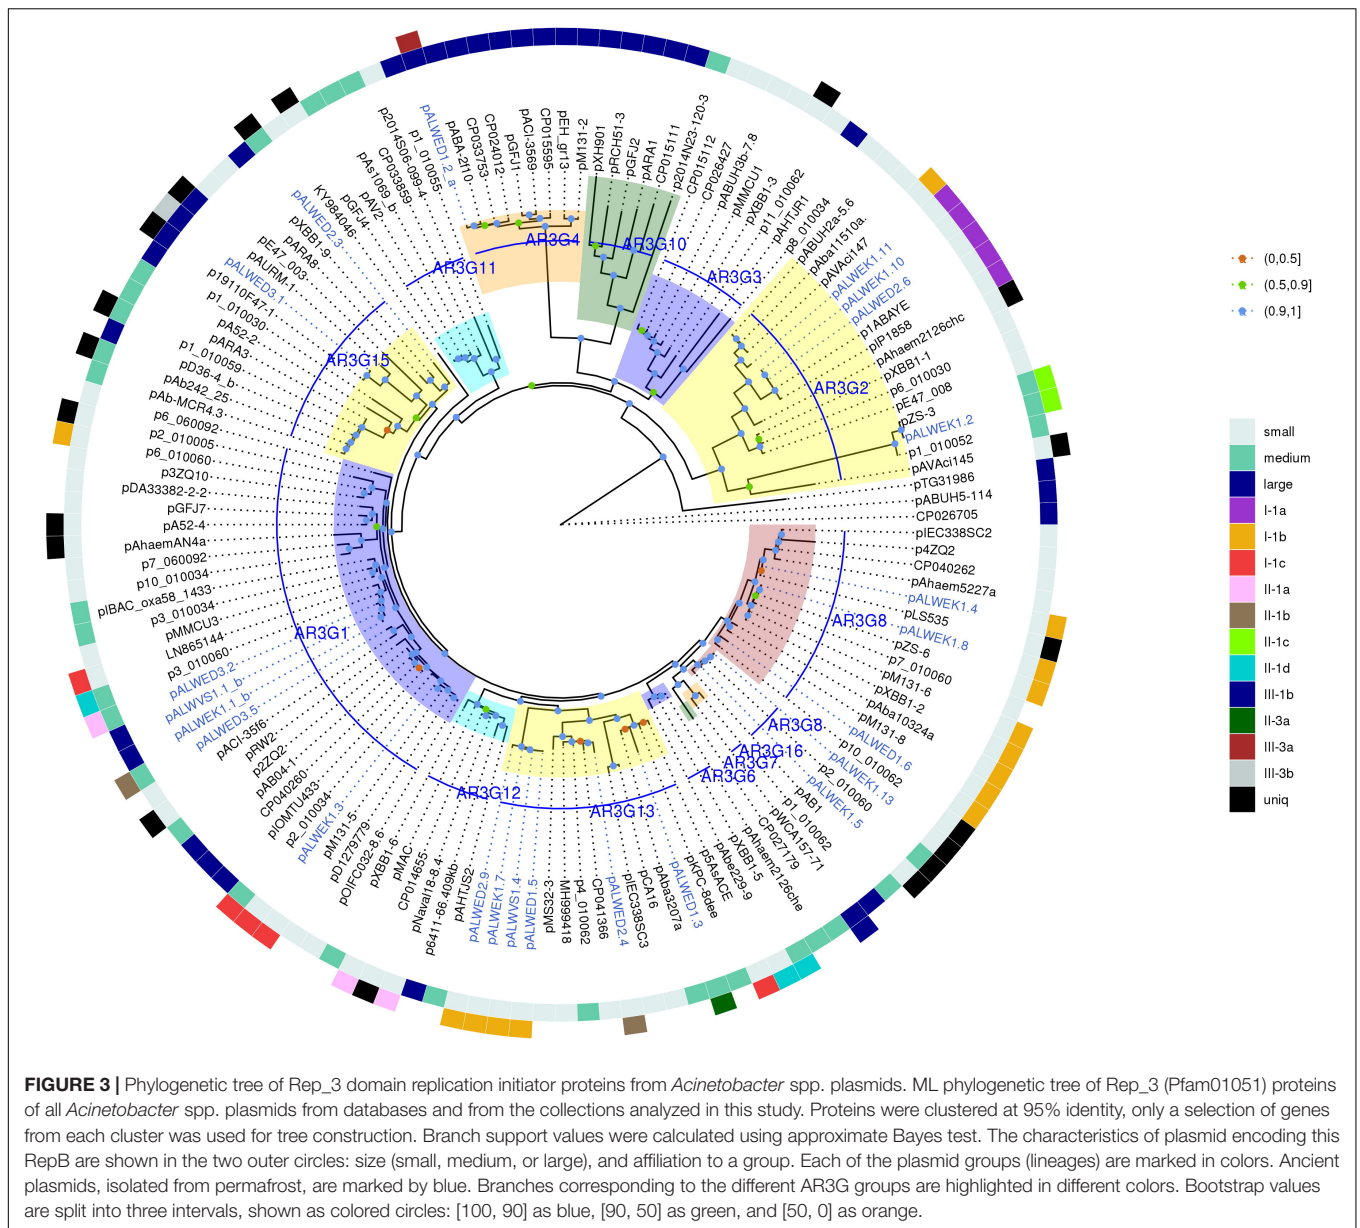 p2014S06-099-4
p1_010055
pALWED1.2_a
pABA-2f10
CP033753
CP024012
pGFJ1
pACI-3569
CP015595
pEH_gr13
pM131-2
pXH901
pRCH51-3
pGFJ2
pARA1
CP015111
p2014N23-120-3
CP015112
CP026427
pABUH3b-7.8
pMMCU1
pXBB1-3
p11_010062
pAHTJR1
p8_010034
pABUH2a-5.6
pAba11510a.
pAVAci147
pALWEK1.11
pALWEK1.10
pALWED2.6
p1ABAYE
pIP1858
pAhaem2126chc
pXBB1-1
p6_010030
pE47_008
pZS-3
pALWEK1.2
p1_010052
pAVAci145
pTG31986
pABUH5-114
CP026705
pIEC338SC2
p4ZQ2
CP040262
pAhaem5227a
pALWEK1.4
pLS535
pALWEK1.8
pZS-6
p7_010060
pM131-6
pXBB1-2
pAba10324a
pM131-8
pALWED1.6
p10_010062
pALWEK1.13
p2_010060
pALWEK1.5
pAB1
p1_010062
pWCA157-71
CP027179
pAhaem2126che
pXBB1-5
pAbe229-9
p5AsACE
pKPC-8dee
pALWED1.3
pAba3207a
pCA16
pIEC338SC3
pALWED2.4
CP041366
p4_010062
MH999418
pMS32-3
pALWED1.5
pALWVS1.4
pALWEK1.7
pALWED2.9
pAHTJS2
p6411-66.409kb
pNaval18-8.4
CP014655
pMAC
pXBB1-6
pOIFC032-8.6
pD1279779
pM131-5
pALWEK1.3
p2_010034
pIOMTU433
CP040260
pAB04-1
p2ZQ2
pRW2
pACI-35f6
pALWED3.5
pALWEK1.1_b
pALWVS1.1_b
pALWED3.2
p3_010060
LN865144
pMMCU3
p3_010034
pIBAC_oxa58_1433
p10_010034
p7_060092
pAhaemAN4a
pA52-4
pGFJ7
pDA33382-2-2
p3ZQ10
p6_010060
p2_010005
p6_060092
pAb-MCR4.3
pAb242_25
pD36-4_b
p1_010059
pARA3
pA52-2
p1_010030
p19110F47-1
pALWED3.1
pAURM-1
pE47_003
pARA8
pXBB1-9
pALWED2.3
KY984046
pGFJ4
pAV2
pAs1069_b
CP033859
AR3G4
AR3G10
AR3G3
AR3G2
AR3G11
AR3G15
AR3G1
AR3G12
AR3G13
AR3G6
AR3G7
AR3G16
AR3G8
AR3G8
(0,0.5]
(0.5,0.9]
(0.9,1]
small
medium
large
I-1a
I-1b
I-1c
II-1a
II-1b
II-1c
II-1d
III-1b
II-3a
III-3a
III-3b
uniq
FIGURE 3 | Phylogenetic tree of Rep_3 domain replication initiator proteins from Acinetobacter spp. plasmids. ML phylogenetic tree of Rep_3 (Pfam01051) proteins
of all Acinetobacter spp. plasmids from databases and from the collections analyzed in this study. Proteins were clustered at 95% identity, only a selection of genes
from each cluster was used for tree construction. Branch support values were calculated using approximate Bayes test. The characteristics of plasmid encoding this
RepB are shown in the two outer circles: size (small, medium, or large), and affiliation to a group. Each of the plasmid groups (lineages) are marked in colors. Ancient
plasmids, isolated from permafrost, are marked by blue. Branches corresponding to the different AR3G groups are highlighted in different colors. Bootstrap values
are split into three intervals, shown as colored circles: [100, 90] as blue, [90, 50] as green, and [50, 0] as orange.